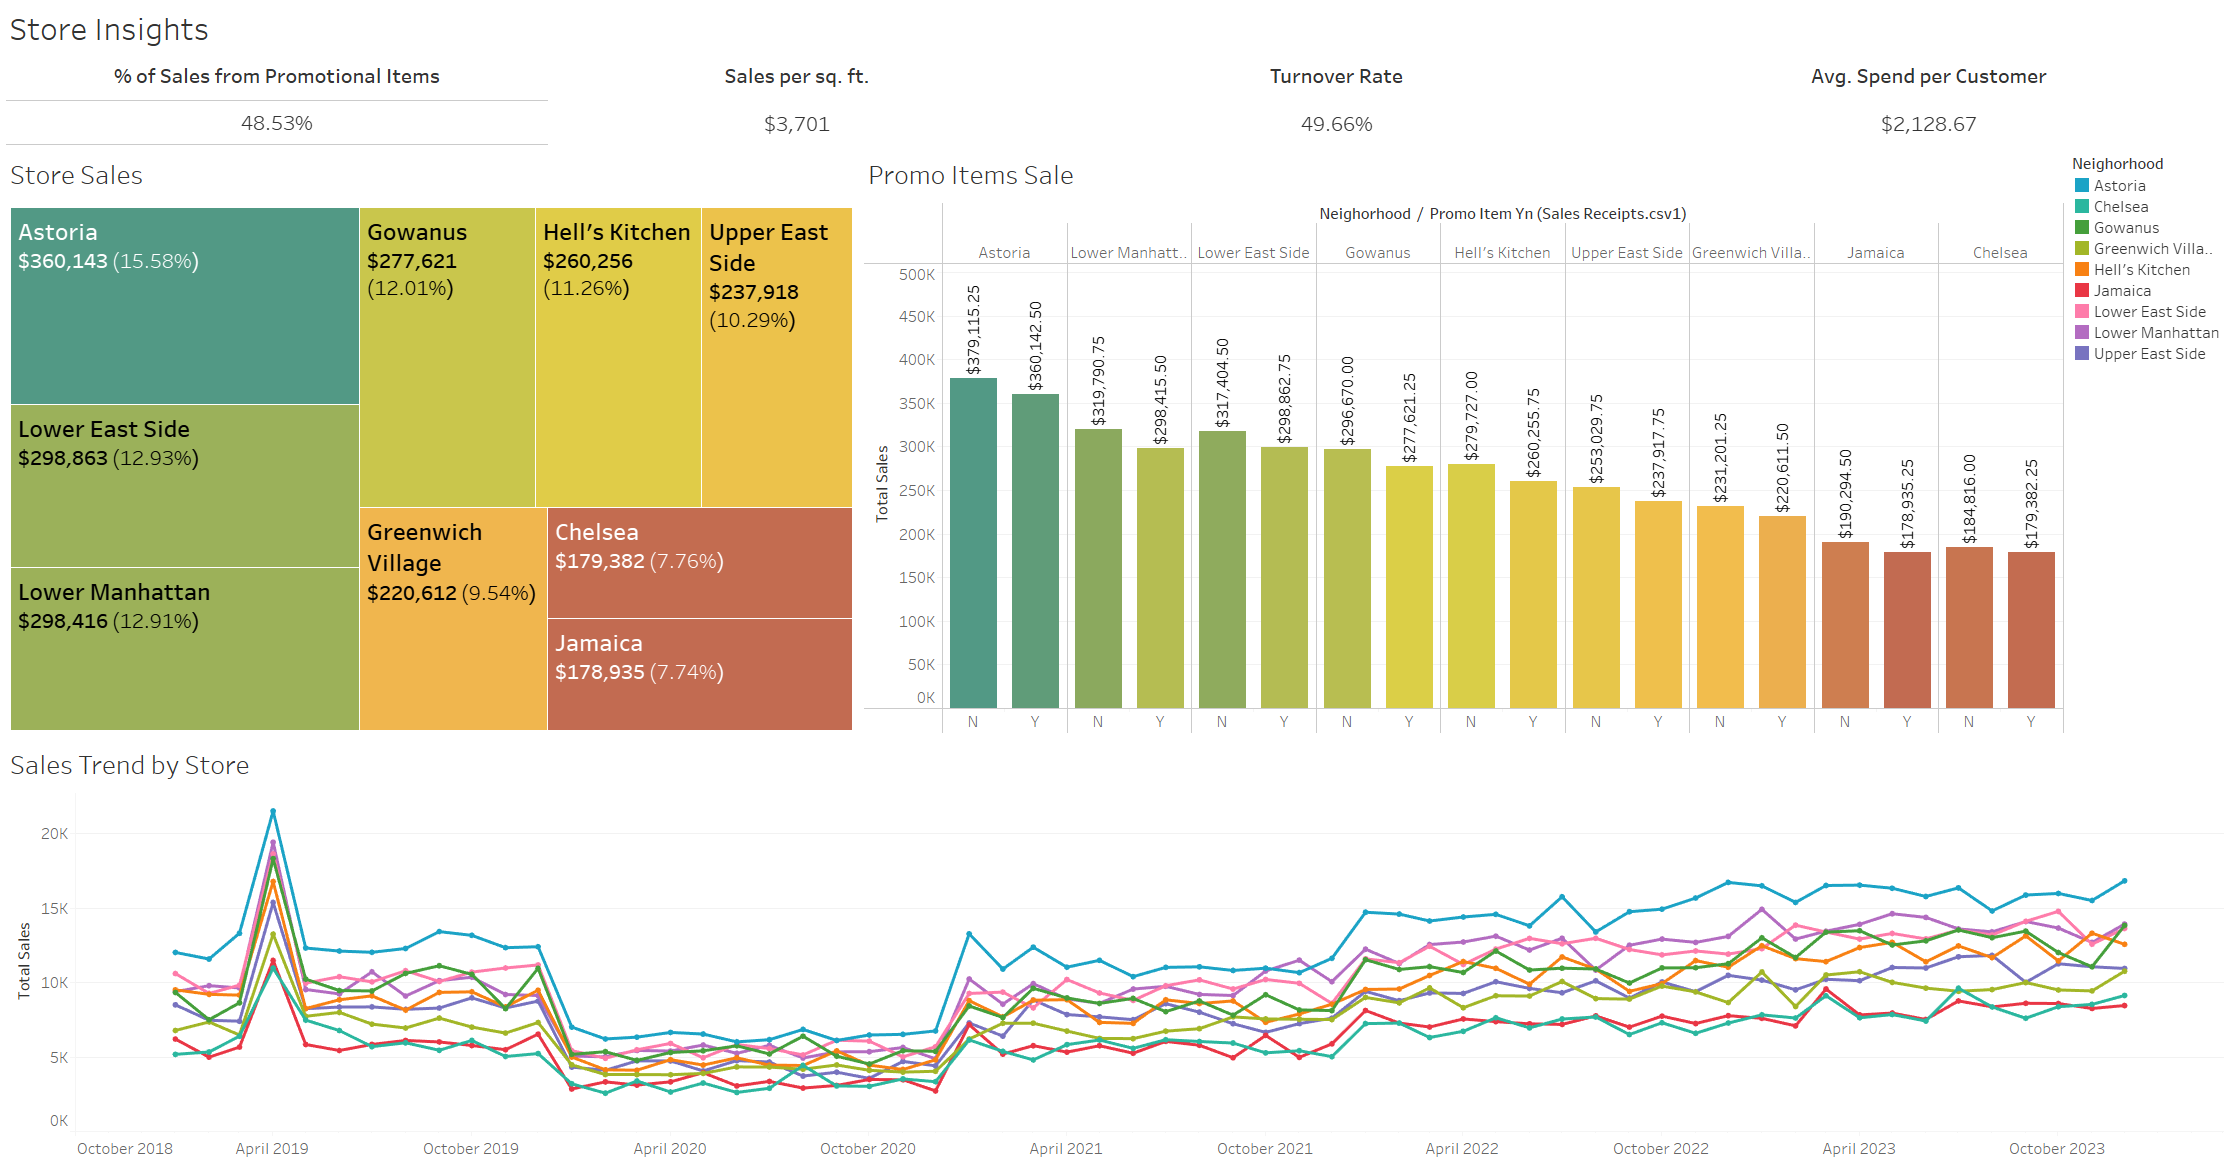 Store Insights
% of Sales from Promotional Items
Sales per sq. ft.
Turnover Rate
Avg. Spend per Customer
48.53%
$3,701
49.66%
$2,128.67
Store Sales
Astoria
$360,143 (15.58%)
Lower East Side
$298,863 (12.93%)
Lower Manhattan
$298,416 (12.91%)
Gowanus
$277,621
(12.01%)
Hell's Kitchen
$260,256
(11.26%)
Upper East
Side
$237,918
(10.29%)
Greenwich
Village
$220,612 (9.54%)
Chelsea
$179,382 (7.76%)
Jamaica
$178,935 (7.74%)
Promo Items Sale
Neighorhood / Promo Item Yn (Sales Receipts.csv1)
Astoria
Lower Manhatt..
Lower East Side
Gowanus
Hell's Kitchen
Upper East Side
Greenwich Villa..
Jamaica
Chelsea
Total Sales
500K
450K
400K
350K
300K
250K
200K
150K
100K
50K
0K
$379,115.25
$360,142.50
$319,790.75
$298,415.50
$317,404.50
$298,862.75
$296,670.00
$277,621.25
$279,727.00
$260,255.75
$253,029.75
$237,917.75
$231,201.25
$220,611.50
$190,294.50
$178,935.25
$184,816.00
$179,382.25
N Y N Y N Y N Y N Y N Y N Y N Y N Y
Neighorhood
Astoria
Chelsea
Gowanus
Greenwich Villa..
Hell's Kitchen
Jamaica
Lower East Side
Lower Manhattan
Upper East Side
Sales Trend by Store
Total Sales
20K
15K
10K
5K
0K
October 2018
April 2019
October 2019
April 2020
October 2020
April 2021
October 2021
April 2022
October 2022
April 2023
October 2023